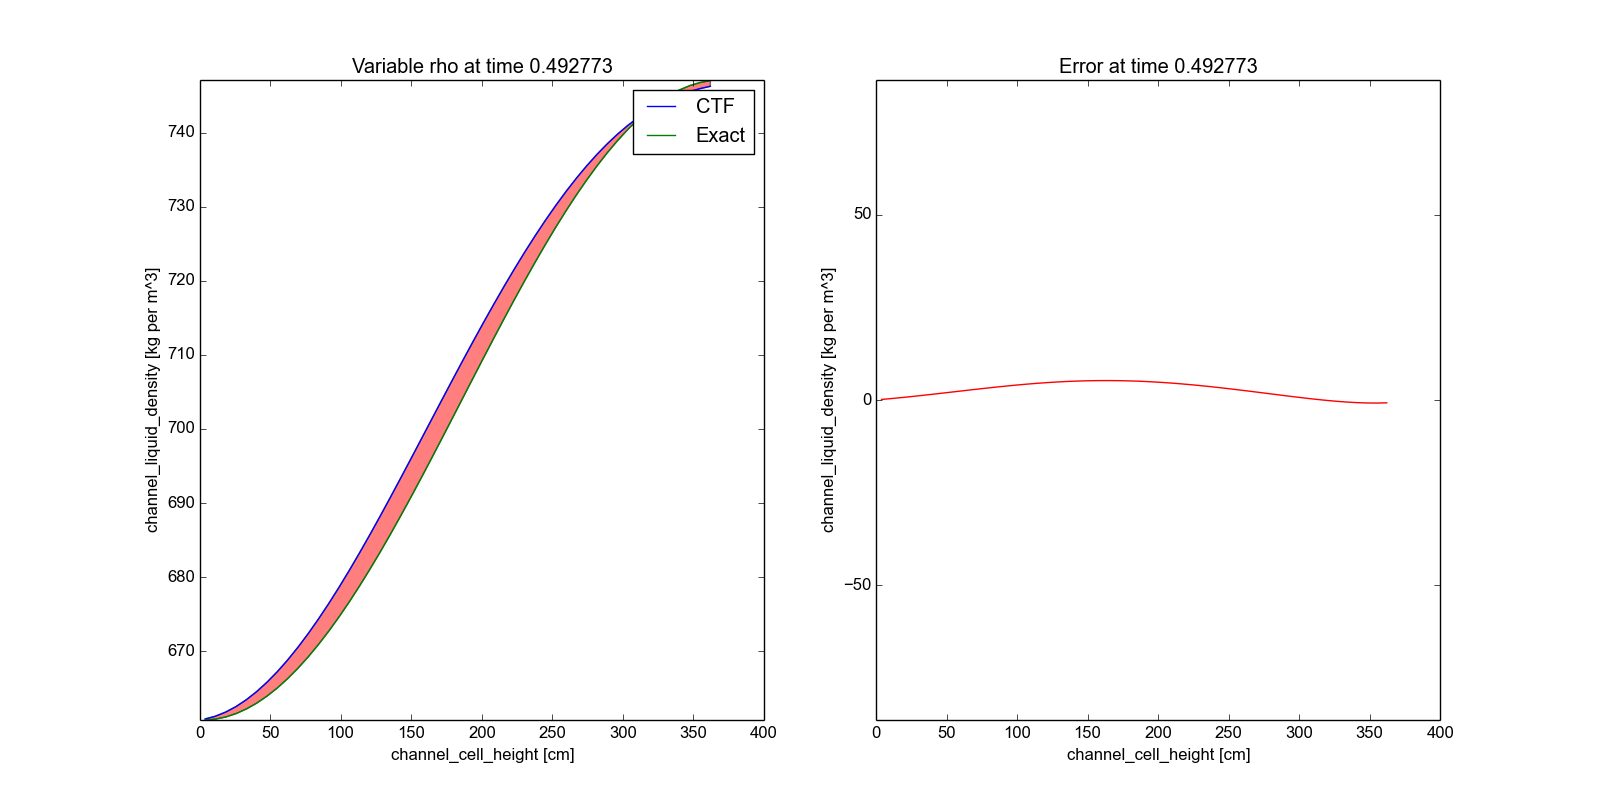 Variable rho at time 0.492773
channel_liquid_density [kg per m^3]
740
730
720
710
700
690
680
670
CTF
Exact
0 50 100 150 200 250 300 350 400
channel_cell_height [cm]
Error at time 0.492773
channel_liquid_density [kg per m^3]
50
0
−50
0 50 100 150 200 250 300 350 400
channel_cell_height [cm]